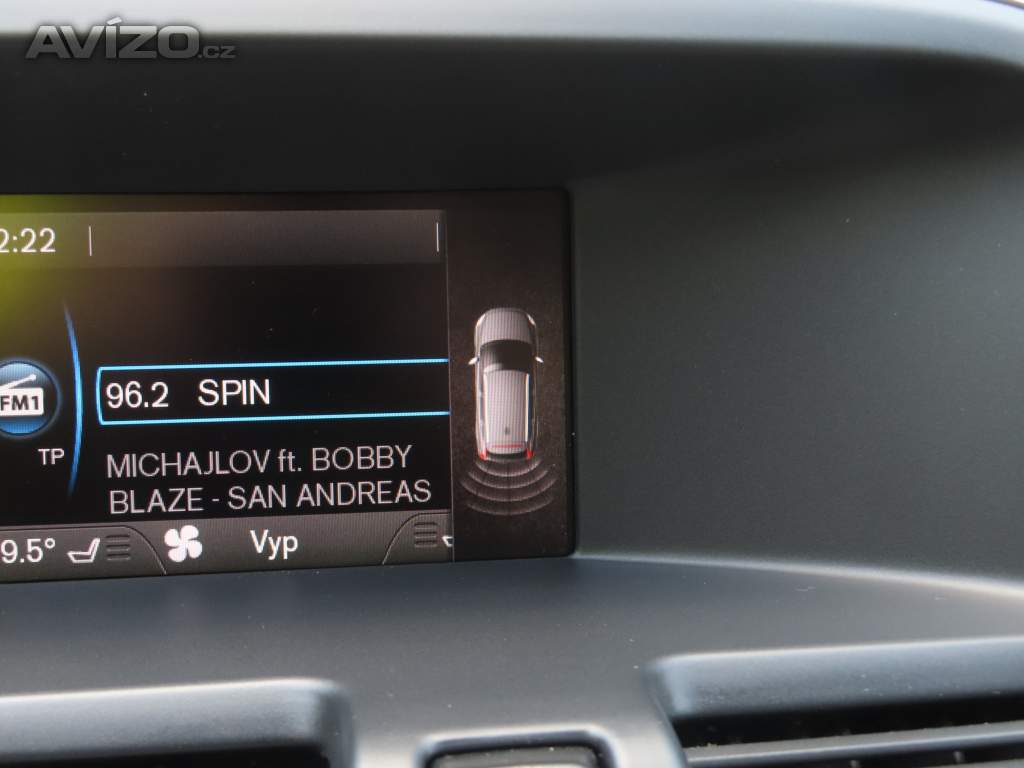 AVÍZO.cz
2:22
96.2 SPIN
FM1
TP
MICHAJLOV ft. BOBBY
BLAZE - SAN ANDREAS
9.5°
Vyp